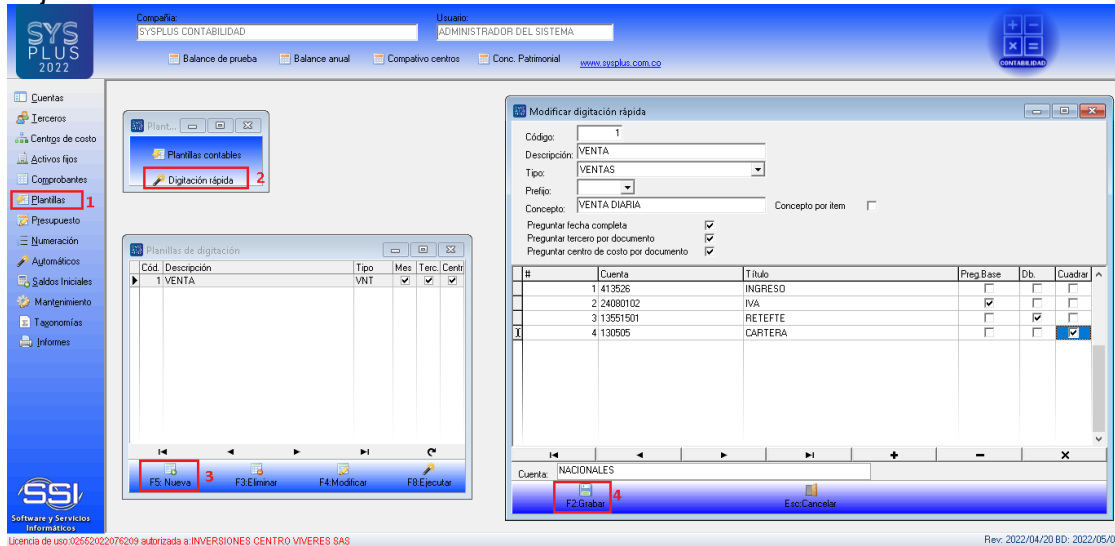 SYS
PLUS
2022
Compañia:
SYSPLUS CONTABILIDAD
Usuario:
ADMINISTRADOR DEL SISTEMA
Balance de prueba
Balance anual
Compativo centros
Conc. Patrimonial
www.sysplus.com.co
CONTABILIDAD
Cuentas
Terceros
Centros de costo
Activos fijos
Comprobantes
Plantillas 1
Presupuesto
Numeración
Automáticos
Saldos Iniciales
Mantenimiento
Taxonomías
Informes
Plant...
Plantillas contables
Digitación rápida 2
Planillas de digitación
Cód. Descripción Tipo Mes Terc. Centr
1 VENTA VNT
F5: Nueva 3 F3:Eliminar F4:Modificar F8:Ejecutar
Modificar digitación rápida
Código: 1
Descripción: VENTA
Tipo: VENTAS
Prefijo:
Concepto: VENTA DIARIA Concepto por item
Preguntar fecha completa
Preguntar tercero por documento
Preguntar centro de costo por documento
# Cuenta Título Preg.Base Db. Cuadrar
1 413526 INGRESO
2 24080102 IVA
3 13551501 RETEFTE
4 130505 CARTERA
Cuenta: NACIONALES
F2:Grabar 4 Esc:Cancelar
SSI
Software y Servicios
Informáticos
Licencia de uso:02552022076209 autorizada a:INVERSIONES CENTRO VIVERES SAS
Rev: 2022/04/20 BD: 2022/05/0